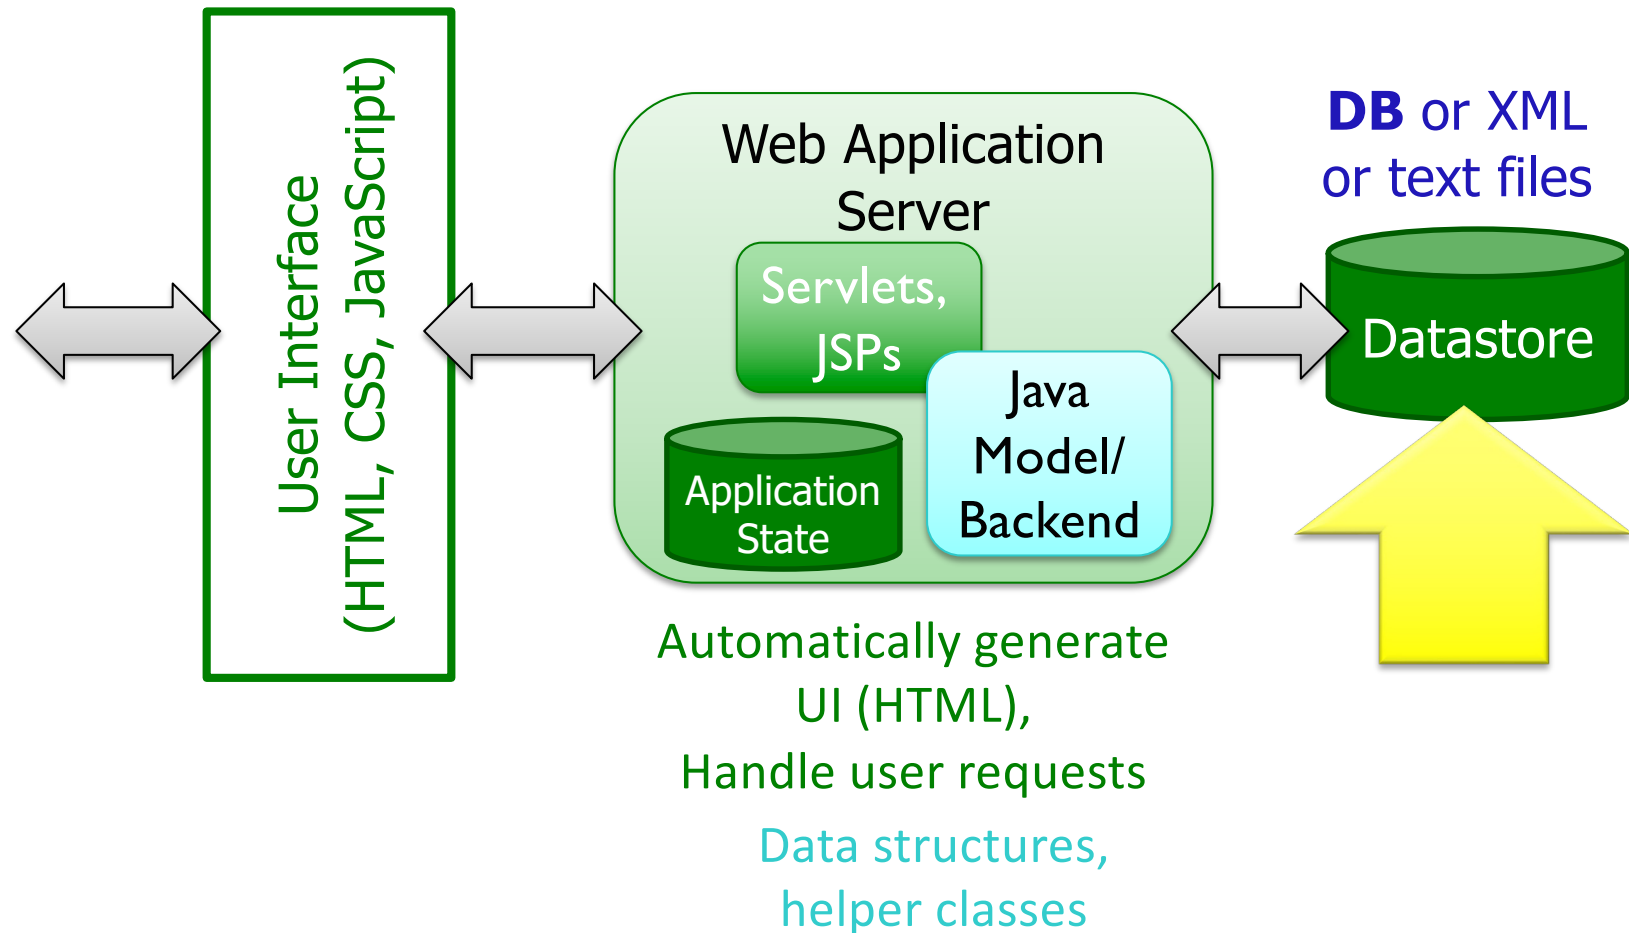 User Interface
(HTML, CSS, JavaScript)
Web Application
Server
Servlets,
JSPs
Application
State
Java
Model/
Backend
Automatically generate
UI (HTML),
Handle user requests
Data structures,
helper classes
DB or XML
or text files
Datastore